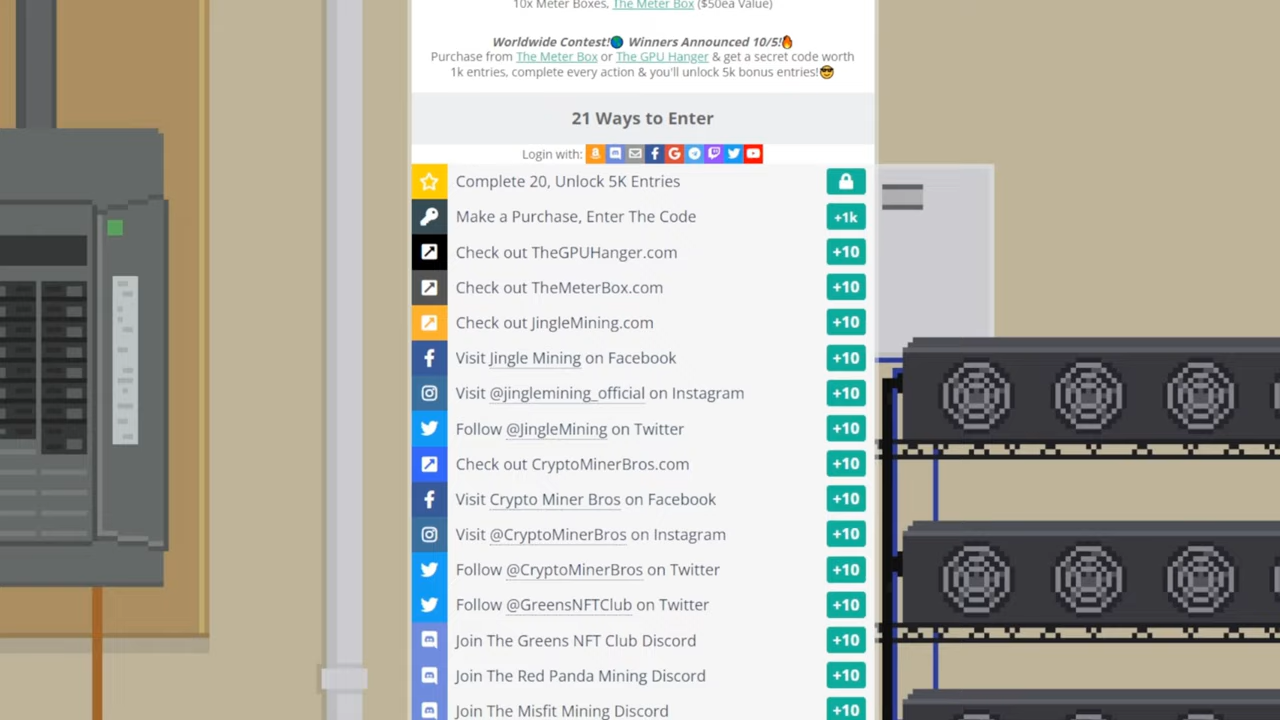 10x Meter Boxes, The Meter Box ($50ea Value)
Worldwide Contest!🌎 Winners Announced 10/5!🔥
Purchase from The Meter Box or The GPU Hanger & get a secret code worth
1k entries, complete every action & you'll unlock 5k bonus entries!😎
21 Ways to Enter
Login with:
Complete 20, Unlock 5K Entries
Make a Purchase, Enter The Code +1k
Check out TheGPUHanger.com +10
Check out TheMeterBox.com +10
Check out JingleMining.com +10
Visit Jingle Mining on Facebook +10
Visit @jinglemining_official on Instagram +10
Follow @JingleMining on Twitter +10
Check out CryptoMinerBros.com +10
Visit Crypto Miner Bros on Facebook +10
Visit @CryptoMinerBros on Instagram +10
Follow @CryptoMinerBros on Twitter +10
Follow @GreensNFTClub on Twitter +10
Join The Greens NFT Club Discord +10
Join The Red Panda Mining Discord +10
Join The Misfit Mining Discord +10